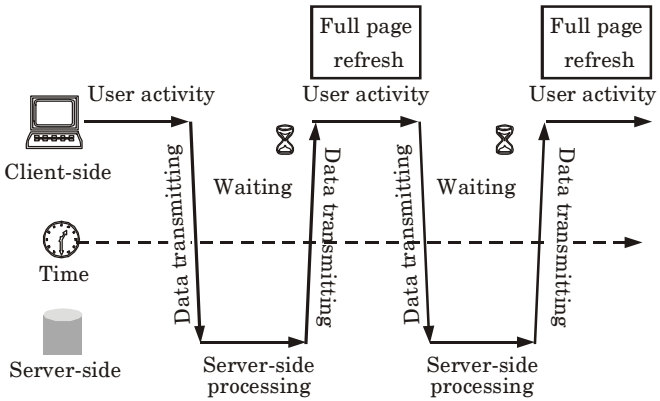 Full page
refresh
Full page
refresh
User activity
User activity
User activity
Client-side
Waiting
Waiting
Data transmitting
Data transmitting
Data transmitting
Data transmitting
Time
Server-side
Server-side
processing
Server-side
processing